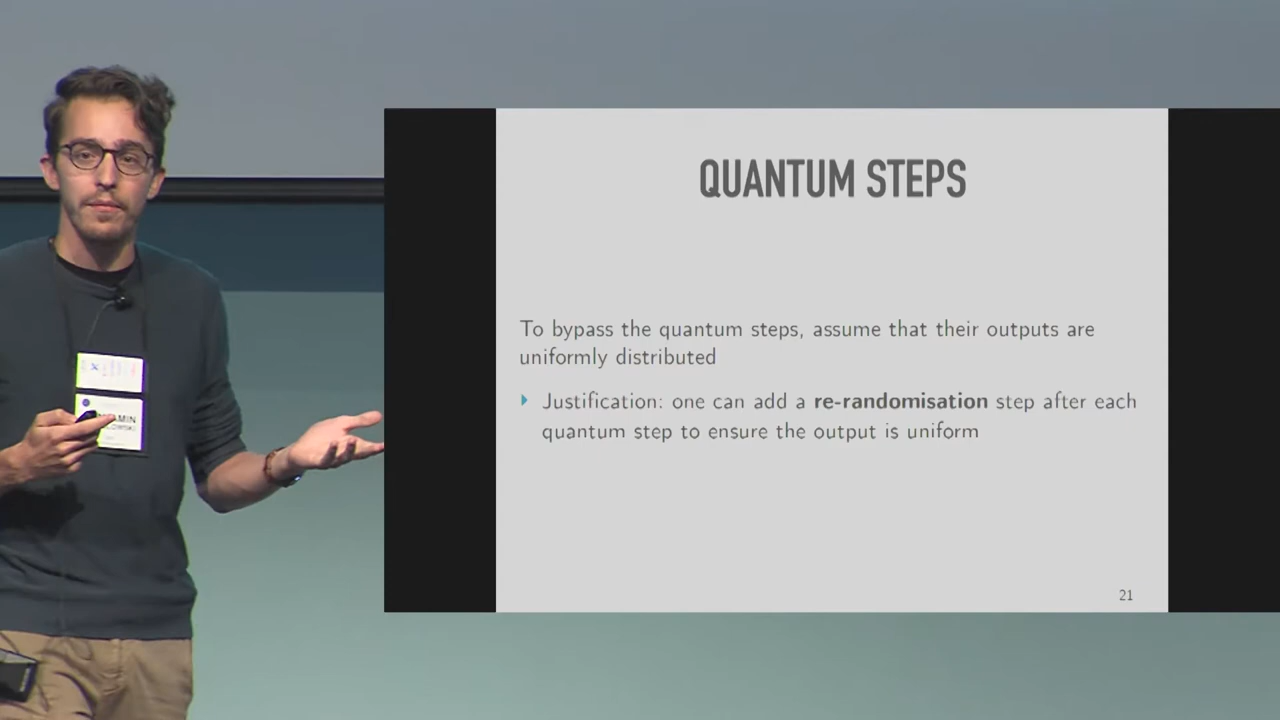 QUANTUM STEPS
To bypass the quantum steps, assume that their outputs are
uniformly distributed
Justification: one can add a re-randomisation step after each
quantum step to ensure the output is uniform
21